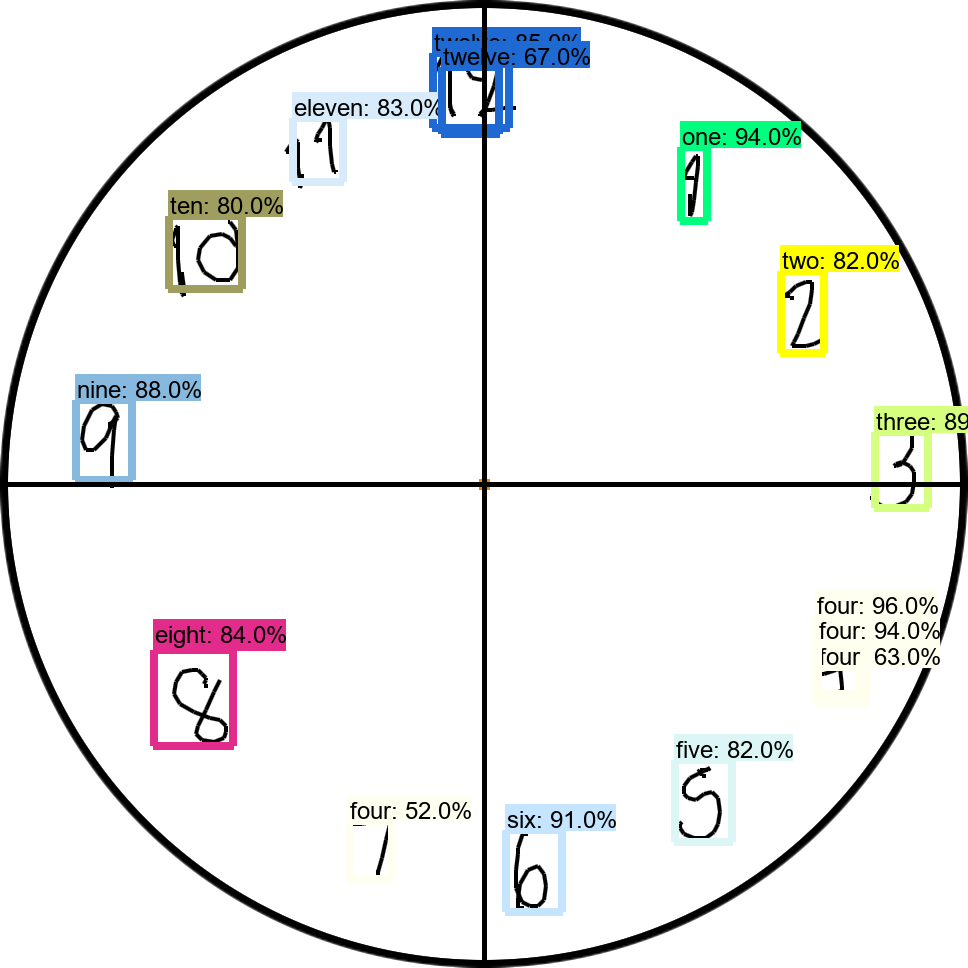 twelve: 85.0%
twelve: 67.0%
12
eleven: 83.0%
11
one: 94.0%
1
ten: 80.0%
10
two: 82.0%
2
nine: 88.0%
9
three: 89
3
four: 96.0%
four: 94.0%
four 63.0%
eight: 84.0%
8
five: 82.0%
5
four: 52.0%
7
six: 91.0%
6